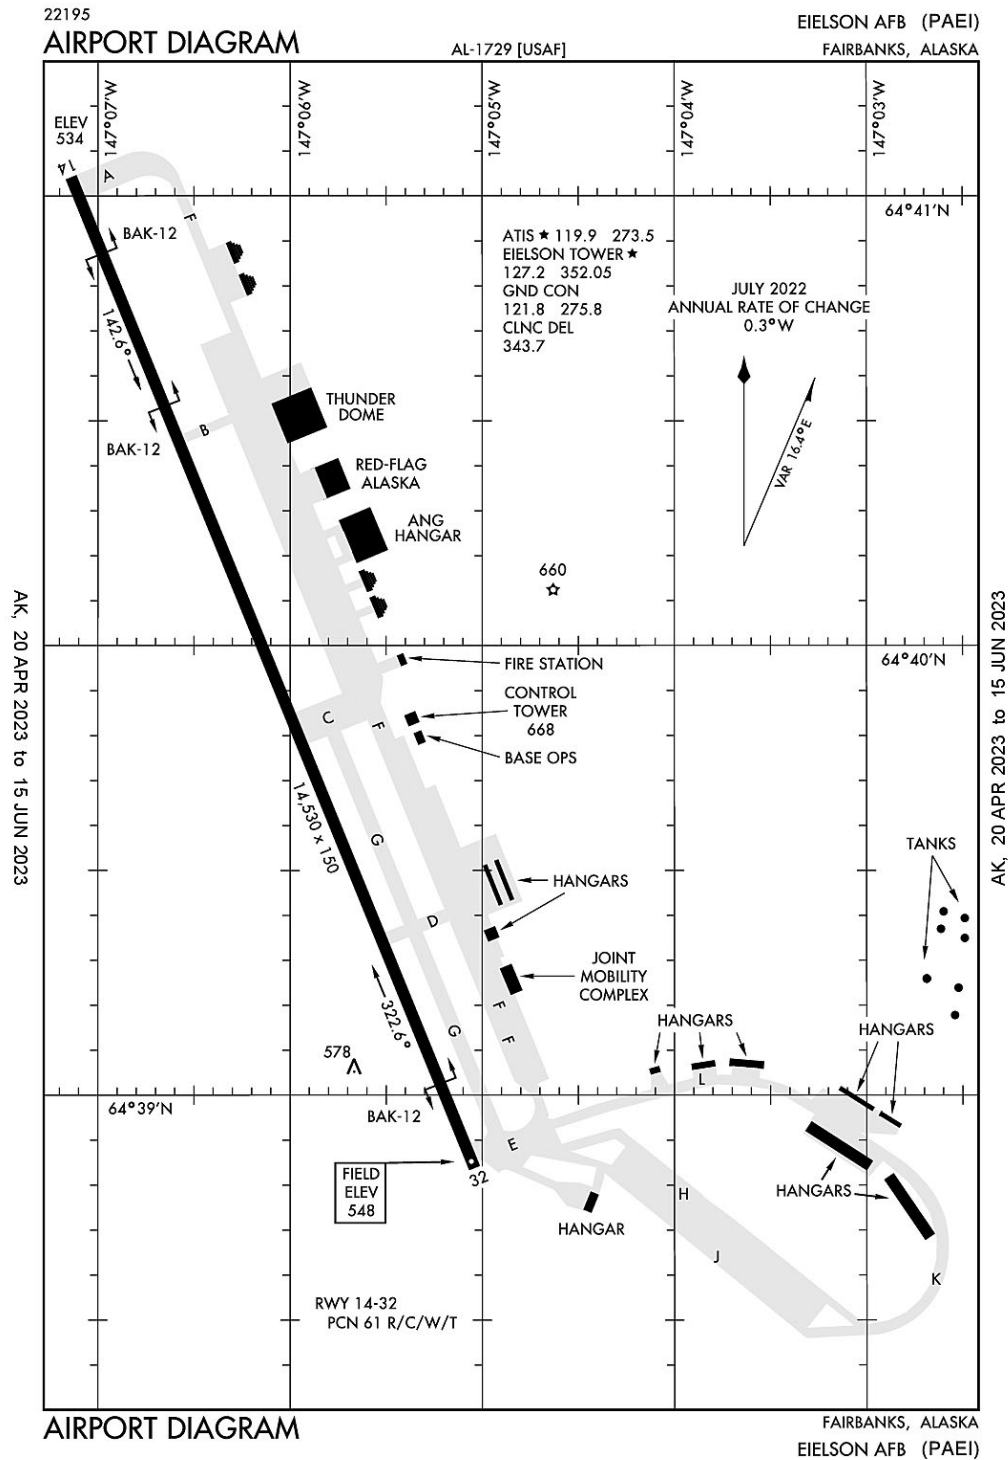 22195
AIRPORT DIAGRAM
AL-1729 [USAF]
EIELSON AFB (PAEI)
FAIRBANKS, ALASKA
147°07'W
147°06'W
147°05'W
147°04'W
147°03'W
ELEV
534
14
A
F
64°41'N
BAK-12
ATIS ★ 119.9 273.5
EIELSON TOWER ★
127.2 352.05
GND CON
121.8 275.8
CLNC DEL
343.7
JULY 2022
ANNUAL RATE OF CHANGE
0.3°W
VAR 16.4°E
142.6°
THUNDER
DOME
B
BAK-12
RED-FLAG
ALASKA
ANG
HANGAR
660
AK, 20 APR 2023 to 15 JUN 2023
AK, 20 APR 2023 to 15 JUN 2023
FIRE STATION
64°40'N
CONTROL
TOWER
668
C
F
BASE OPS
14,530 x 150
G
TANKS
HANGARS
D
JOINT
MOBILITY
COMPLEX
F
F
322.6°
G
HANGARS
HANGARS
578
L
64°39'N
BAK-12
E
FIELD
ELEV
548
32
HANGAR
H
HANGARS
J
K
RWY 14-32
PCN 61 R/C/W/T
AIRPORT DIAGRAM
FAIRBANKS, ALASKA
EIELSON AFB (PAEI)